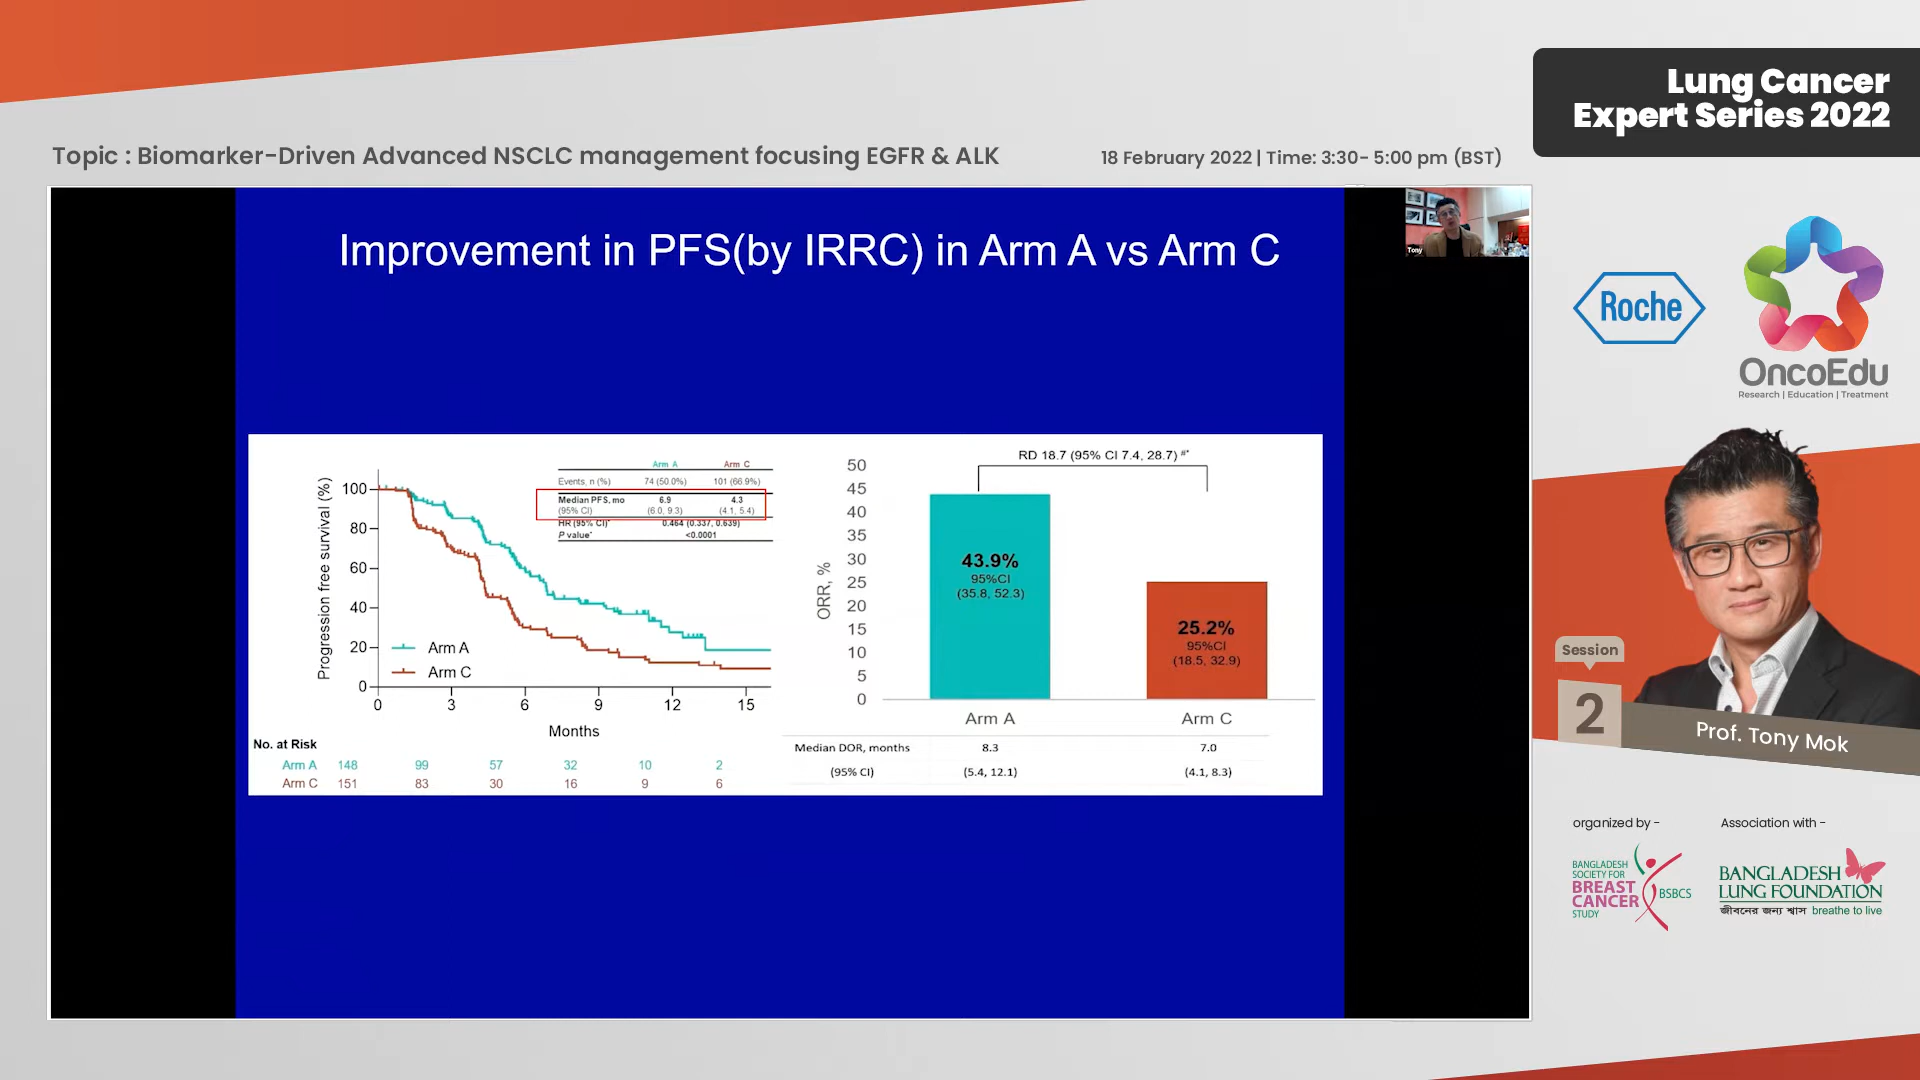 Lung Cancer
Expert Series 2022
Topic : Biomarker-Driven Advanced NSCLC management focusing EGFR & ALK
18 February 2022 | Time: 3:30- 5:00 pm (BST)
Improvement in PFS(by IRRC) in Arm A vs Arm C
Tony
Roche
OncoEdu
Research | Education | Treatment
Progression free survival (%)
100
80
60
40
20
0
0 3 6 9 12 15
Months
Arm A
Arm C
Arm A Arm C
Events, n (%) 74 (50.0%) 101 (66.9%)
Median PFS, mo 6.9 4.3
(95% CI) (6.0, 9.3) (4.1, 5.4)
HR (95% CI)* 0.464 (0.337, 0.639)
P value* <0.0001
No. at Risk
Arm A 148 99 57 32 10 2
Arm C 151 83 30 16 9 6
RD 18.7 (95% CI 7.4, 28.7) #*
ORR, %
50
45
40
35
30
25
20
15
10
5
0
43.9%
95%CI
(35.8, 52.3)
25.2%
95%CI
(18.5, 32.9)
Arm A Arm C
Median DOR, months 8.3 7.0
(95% CI) (5.4, 12.1) (4.1, 8.3)
Session
2
Prof. Tony Mok
organized by -
Association with -
BANGLADESH
SOCIETY FOR
BREAST
CANCER
STUDY
BSBCS
BANGLADESH
LUNG FOUNDATION
জীবনের জন্য শ্বাস breathe to live